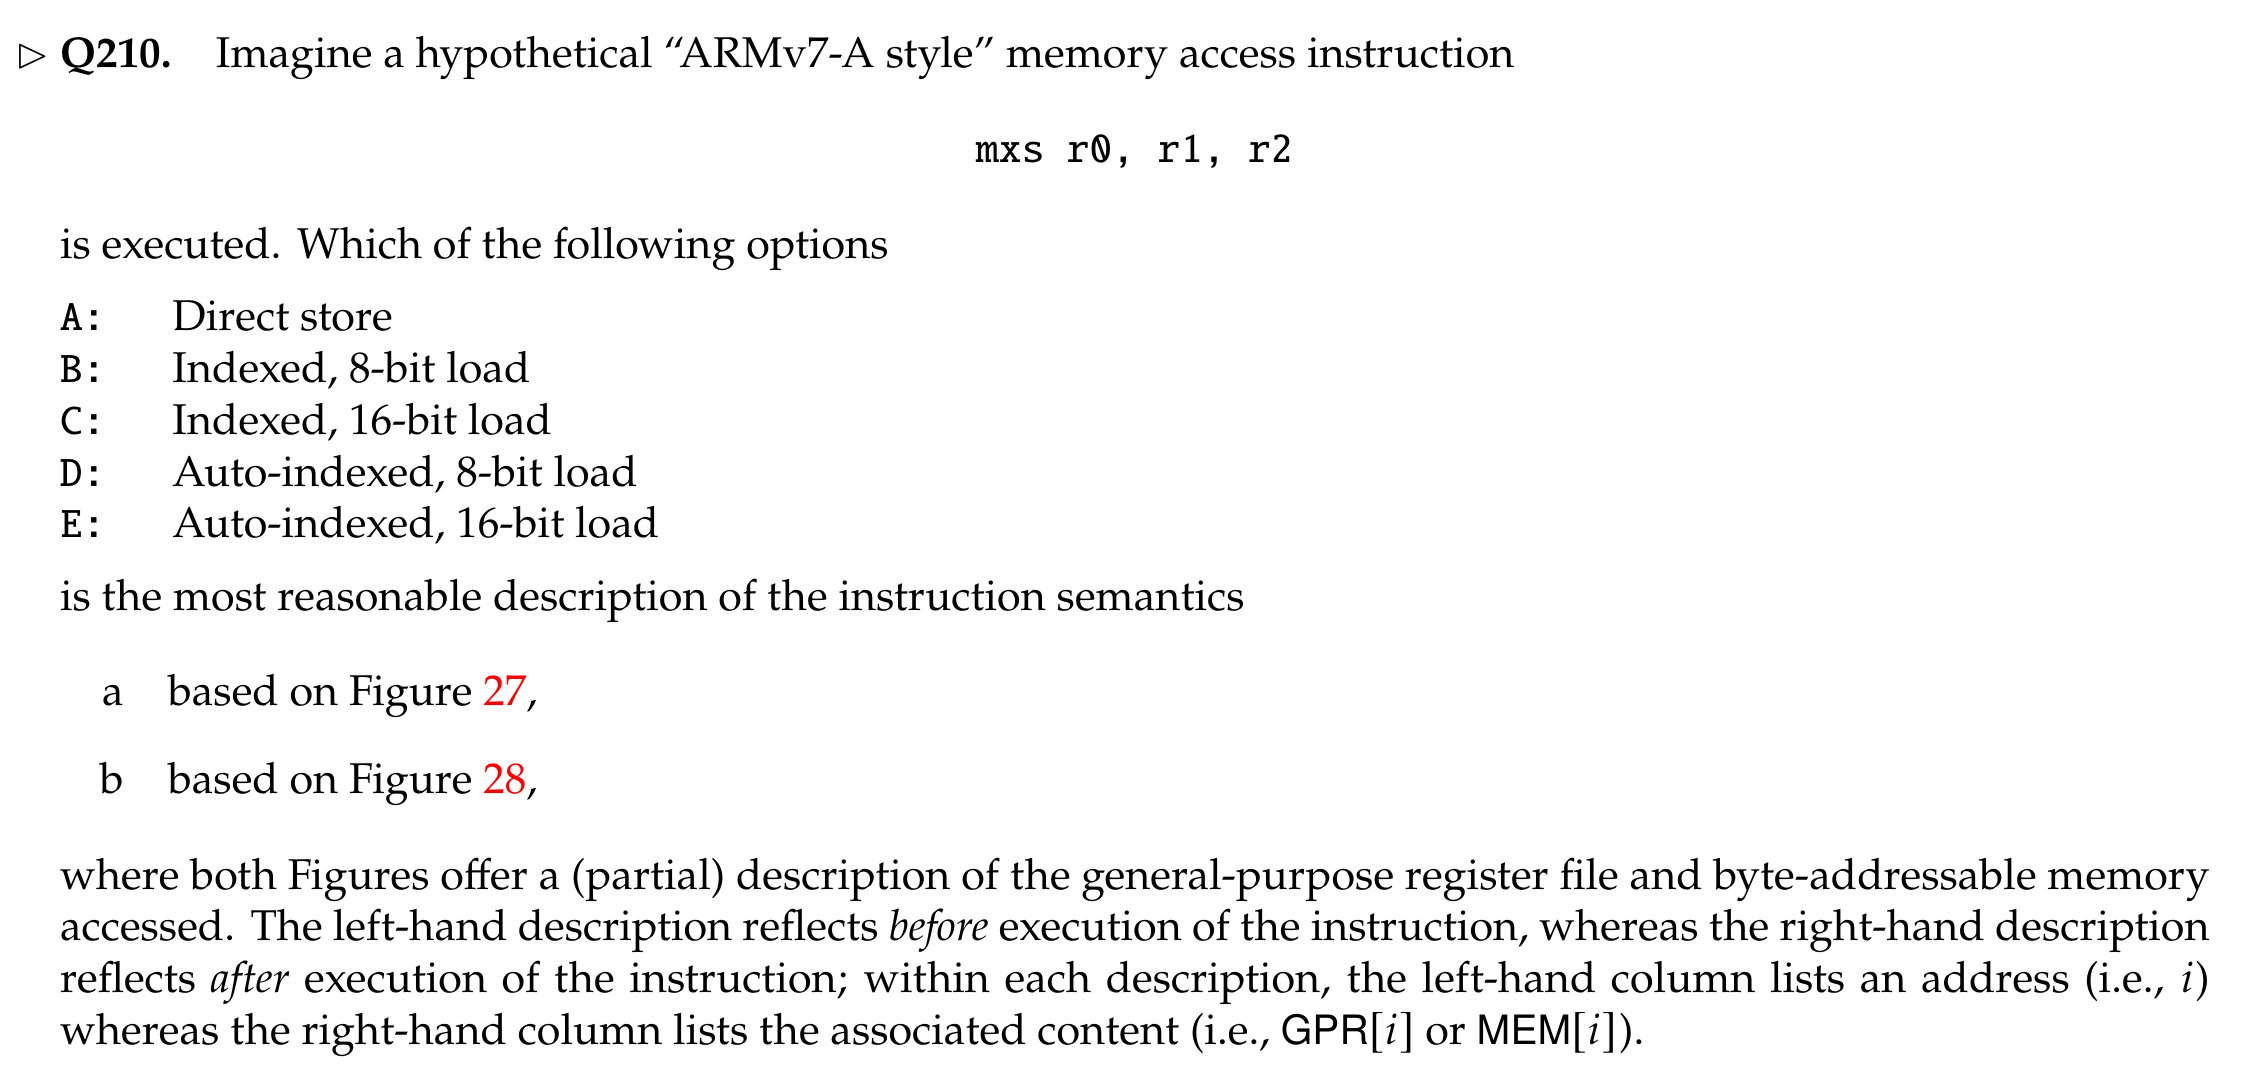 ▷ Q210. Imagine a hypothetical “ARMv7-A style” memory access instruction
mxs r0, r1, r2
is executed. Which of the following options
A: Direct store
B: Indexed, 8-bit load
C: Indexed, 16-bit load
D: Auto-indexed, 8-bit load
E: Auto-indexed, 16-bit load
is the most reasonable description of the instruction semantics
a based on Figure 27,
b based on Figure 28,
where both Figures offer a (partial) description of the general-purpose register file and byte-addressable memory
accessed. The left-hand description reflects before execution of the instruction, whereas the right-hand description
reflects after execution of the instruction; within each description, the left-hand column lists an address (i.e., i)
whereas the right-hand column lists the associated content (i.e., GPR[i] or MEM[i]).